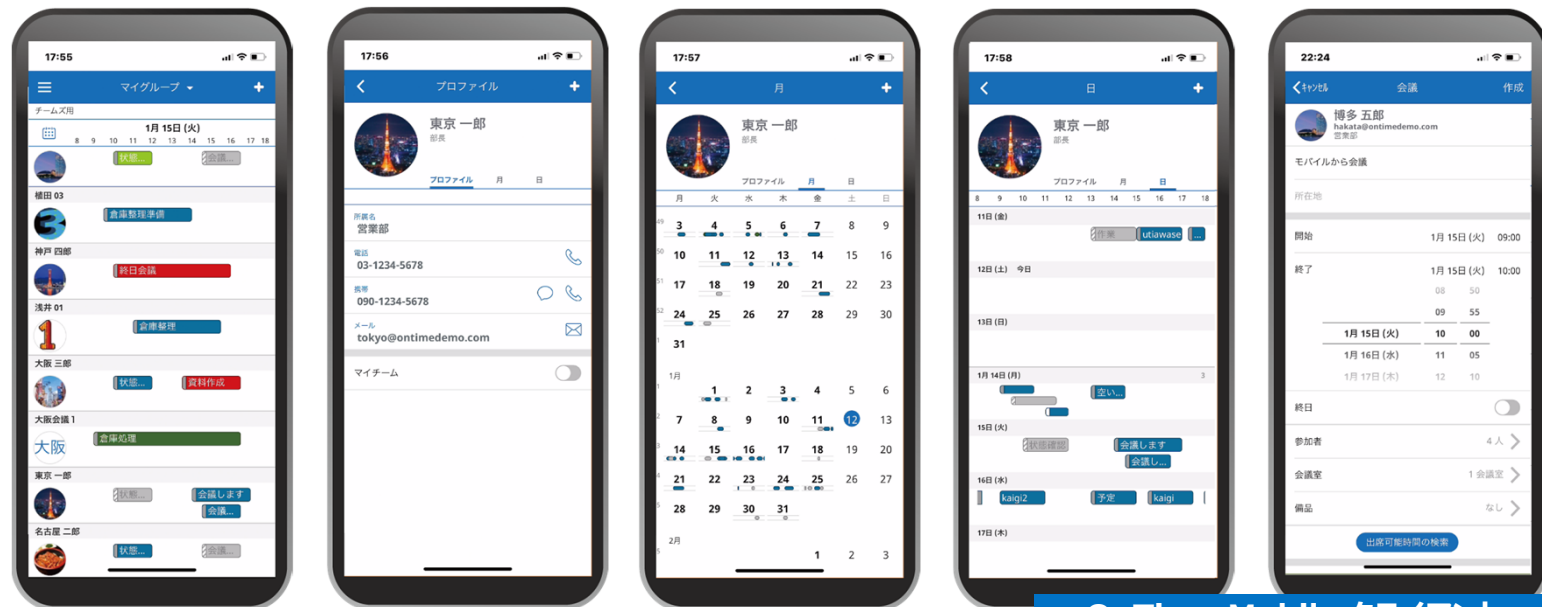 17:55
マイグループ
チームズ用
1月 15日 (火)
8 9 10 11 12 13 14 15 16 17 18
状態... 会議...
植田 03
倉庫整理準備
神戸 四郎
終日会議
浅井 01
倉庫整理
大阪 三郎
状態... 資料作成
大阪会議 1
大阪
倉庫処理
東京 一郎
状態... 会議します
会議...
名古屋 二郎
状態... 会議...
17:56
プロファイル
東京 一郎
部長
プロファイル 月 日
所属名
営業部
電話
03-1234-5678
携帯
090-1234-5678
メール
tokyo@ontimedemo.com
マイチーム
17:57
月
東京 一郎
部長
プロファイル 月 日
月 火 水 木 金 土 日
49 3 4 5 6 7 8 9
50 10 11 12 13 14 15 16
51 17 18 19 20 21 22 23
52 24 25 26 27 28 29 30
1 31
1月
1 1 2 3 4 5 6
2 7 8 9 10 11 12 13
3 14 15 16 17 18 19 20
4 21 22 23 24 25 26 27
5 28 29 30 31
2月
5 1 2 3
17:58
日
東京 一郎
部長
プロファイル 月 日
8 9 10 11 12 13 14 15 16 17 18
11日 (金)
作業 utiawase ...
12日 (土) 今日
13日 (日)
1月 14日 (月) 3
空い...
15日 (火)
状態確認 会議します
会議し...
16日 (水)
kaigi2 予定 kaigi
17日 (木)
22:24
キャンセル 会議 作成
博多 五郎
hakata@ontimedemo.com
営業部
モバイルから会議
所在地
開始 1月 15日 (火) 09:00
終了 1月 15日 (火) 10:00
08 50
09 55
1月 15日 (火) 10 00
1月 16日 (水) 11 05
1月 17日 (木) 12 10
終日
参加者 4 人
会議室 1 会議室
備品 なし
出席可能時間の検索